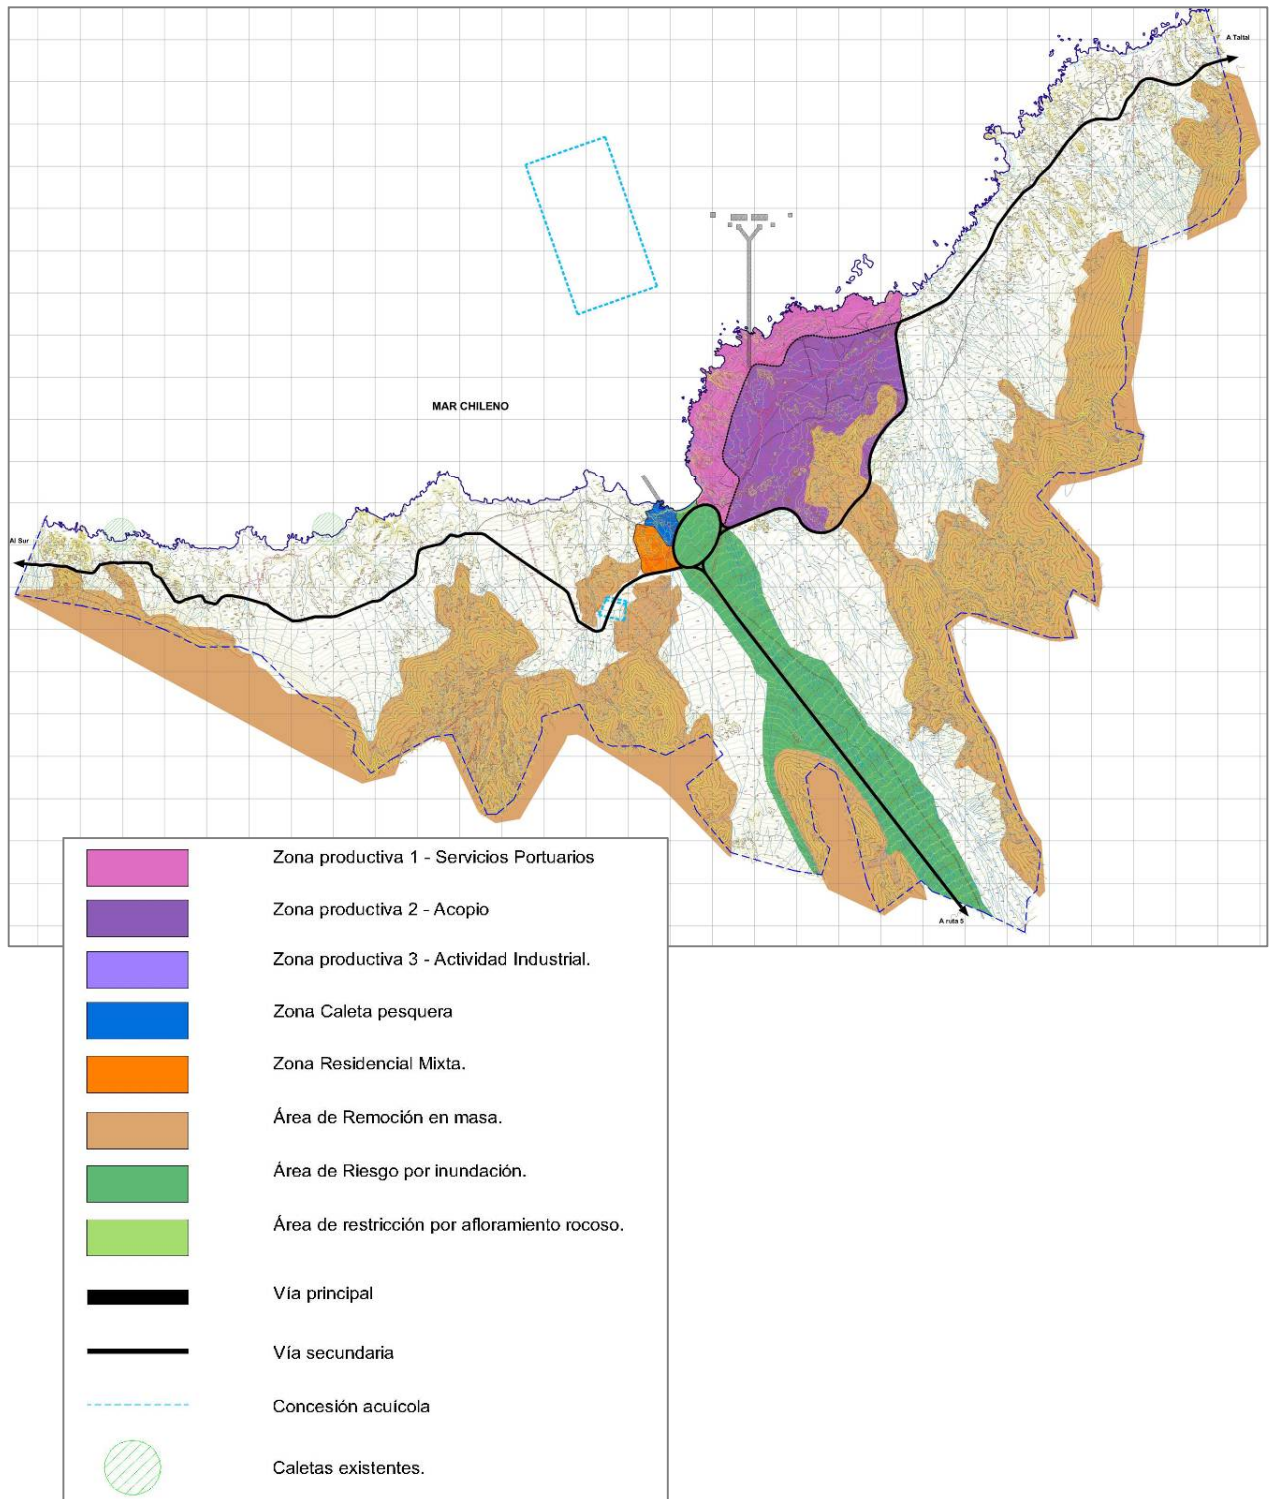 A Taltal
MAR CHILENO
Al Sur
A ruta 5
Zona productiva 1 - Servicios Portuarios
Zona productiva 2 - Acopio
Zona productiva 3 - Actividad Industrial.
Zona Caleta pesquera
Zona Residencial Mixta.
Área de Remoción en masa.
Área de Riesgo por inundación.
Área de restricción por afloramiento rocoso.
Vía principal
Vía secundaria
Concesión acuícola
Caletas existentes.